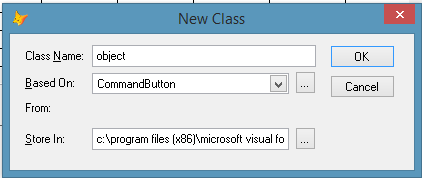 New Class
Class Name: object OK
Based On: CommandButton ... Cancel
From:
Store In: c:\program files (x86)\microsoft visual fo ...